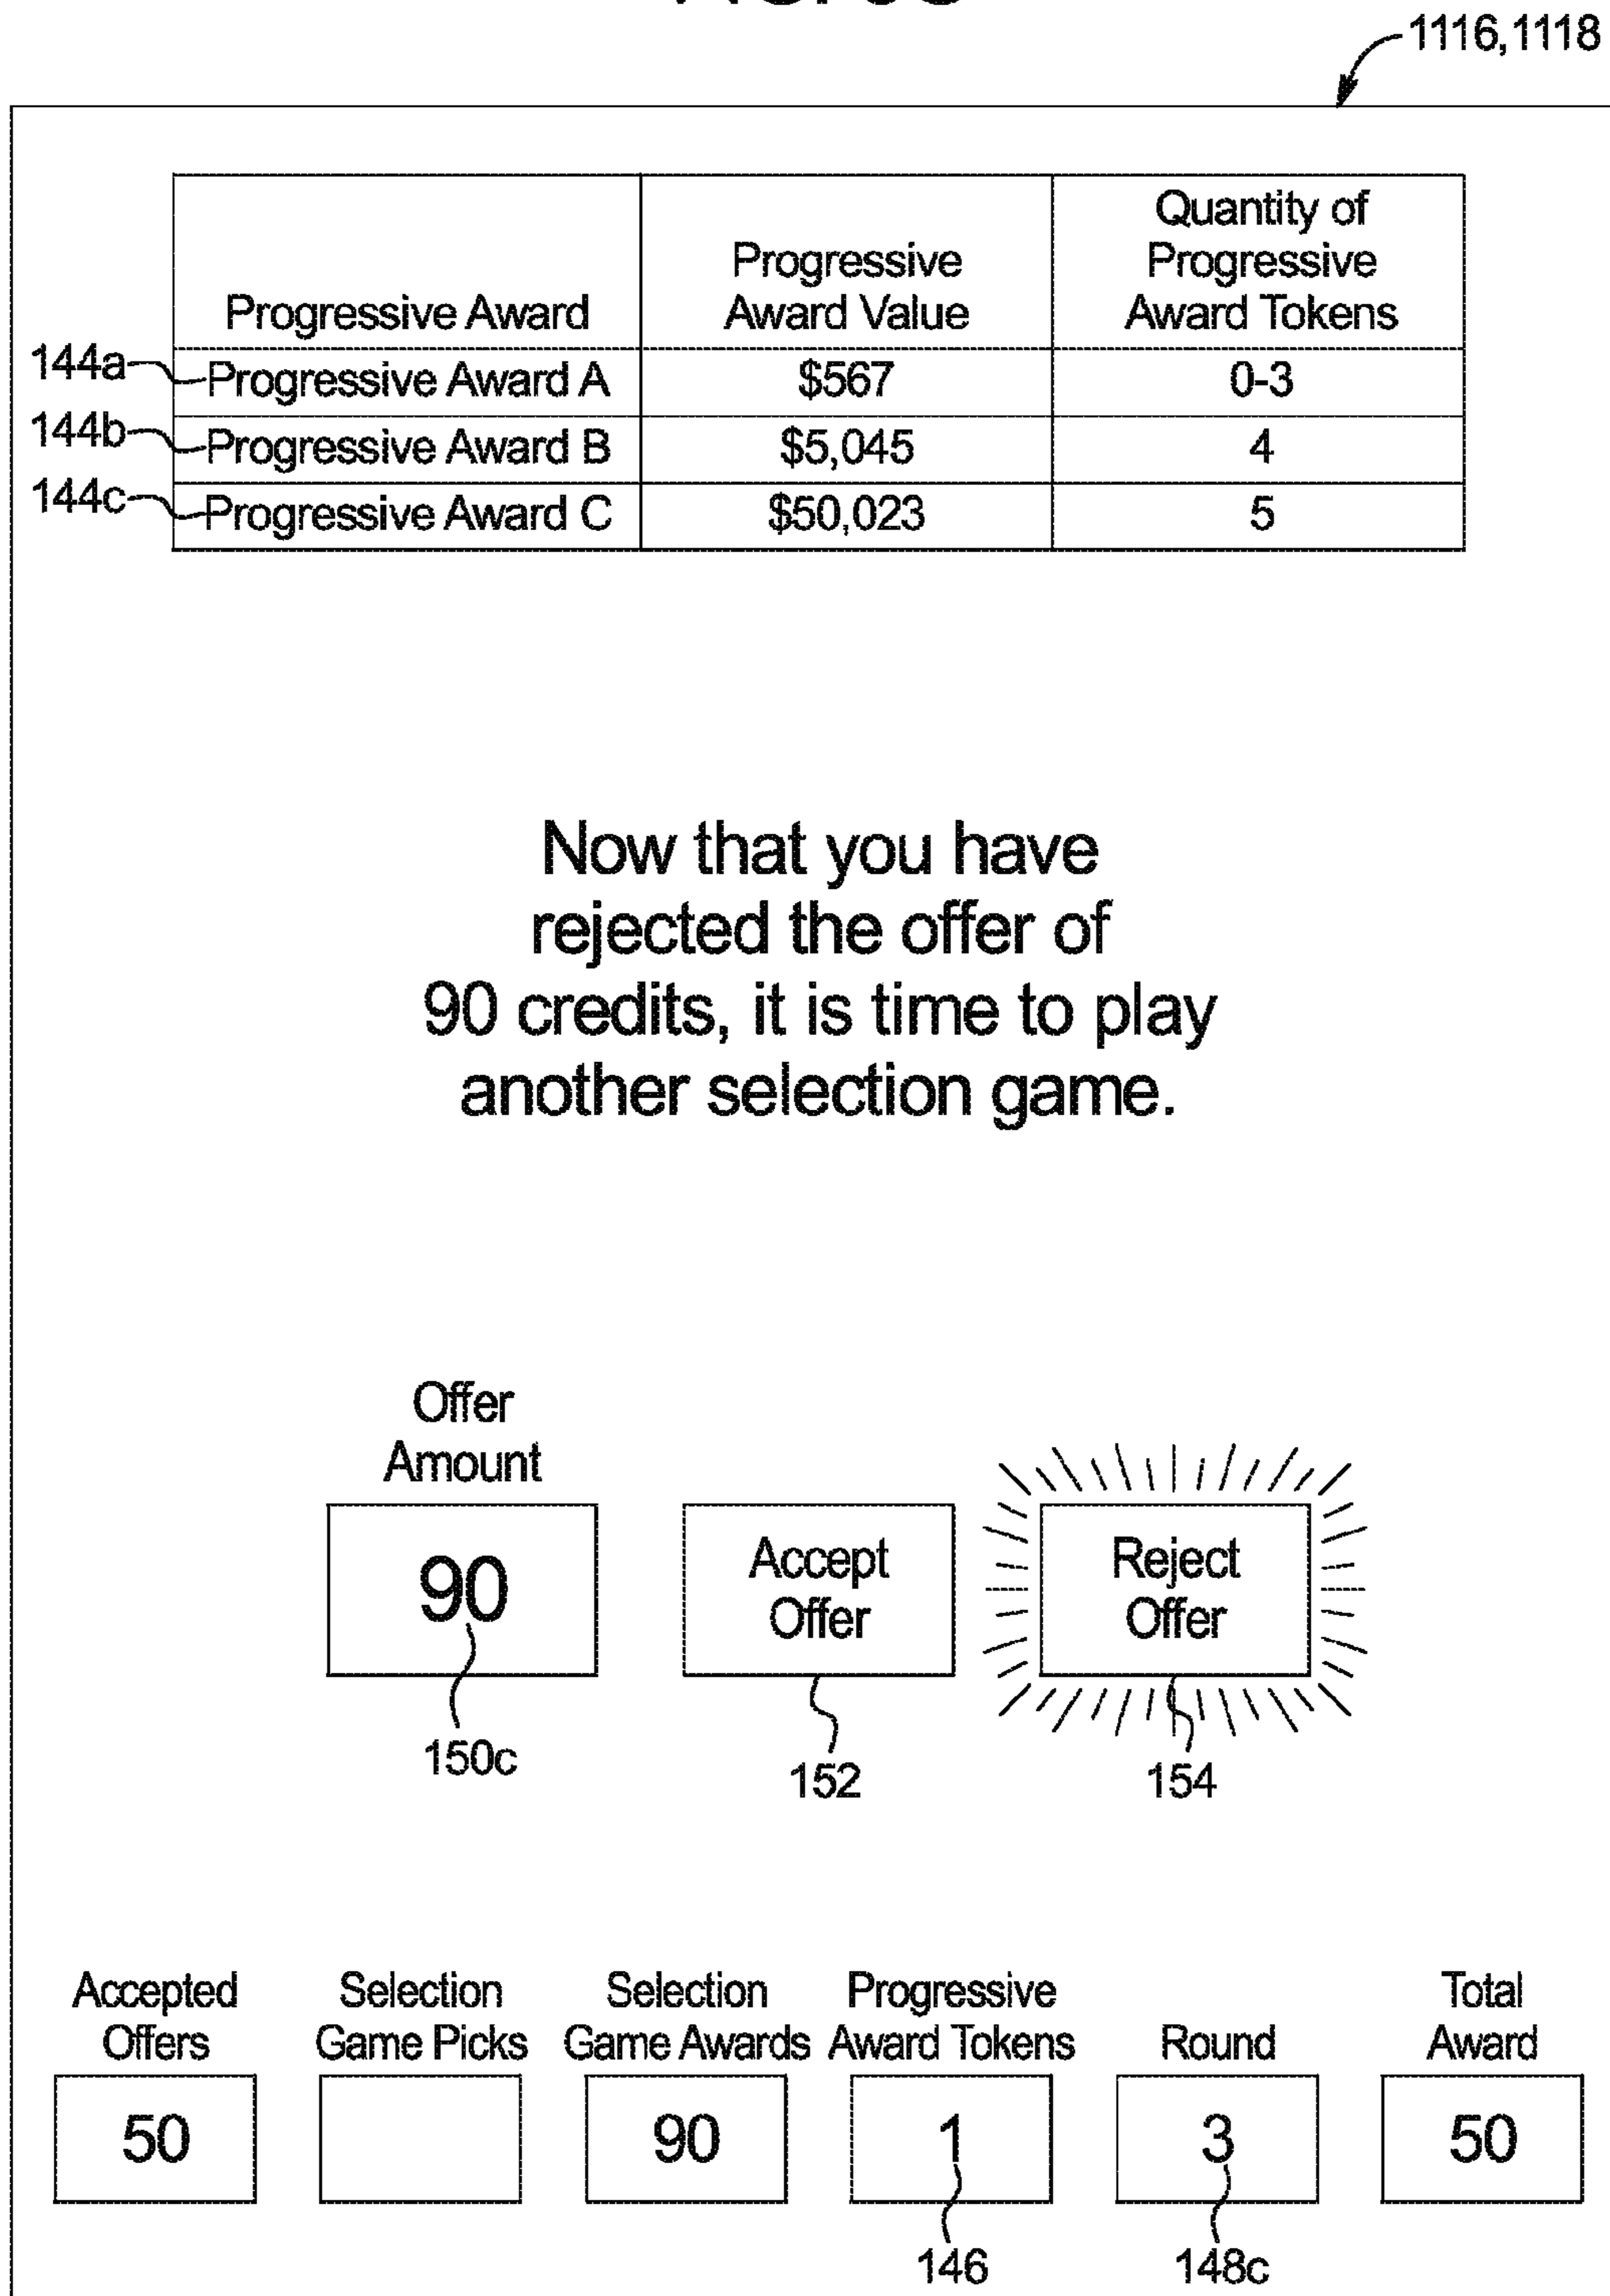 1116,1118
Progressive Award
Progressive
Award Value
Quantity of
Progressive
Award Tokens
144a
Progressive Award A
$567
0-3
144b
Progressive Award B
$5,045
4
144c
Progressive Award C
$50,023
5
Now that you have
rejected the offer of
90 credits, it is time to play
another selection game.
Offer
Amount
90
Accept
Offer
Reject
Offer
150c
152
154
Accepted
Offers
Selection
Game Picks
Selection
Game Awards
Progressive
Award Tokens
Round
Total
Award
50
90
1
3
50
146
148c